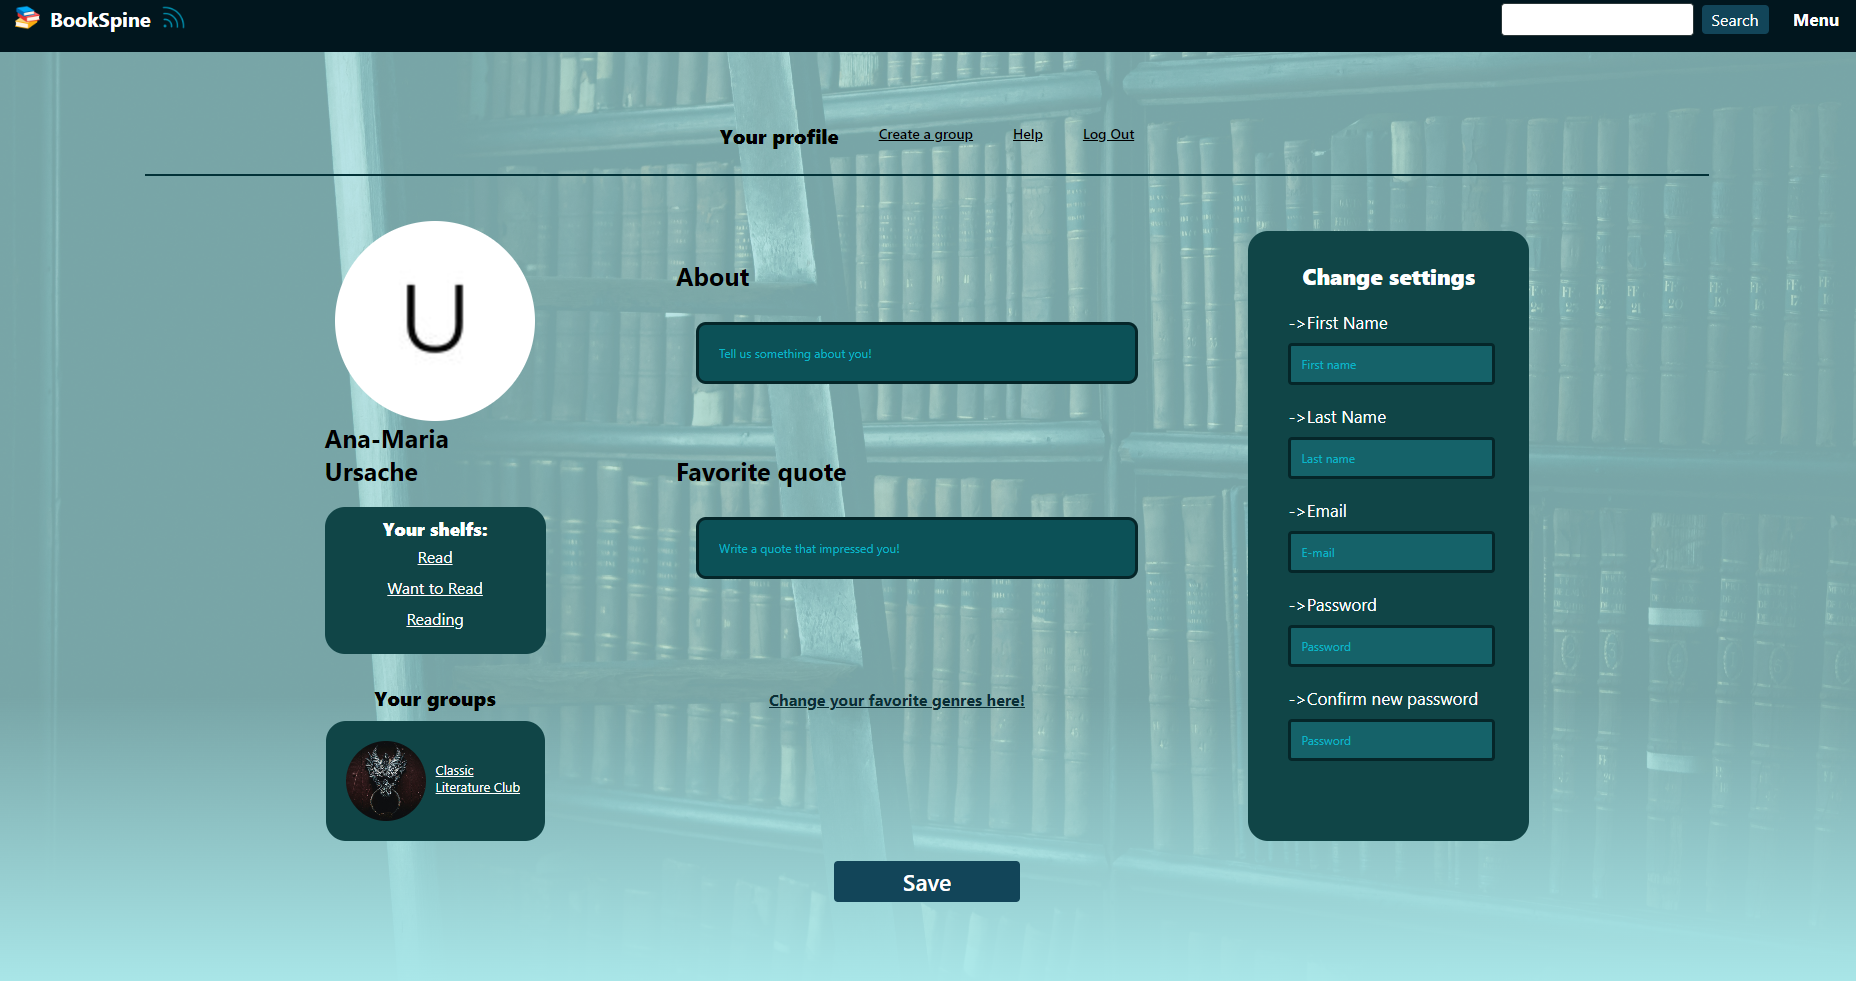 BookSpine
Search
Menu
Your profile
Create a group
Help
Log Out
U
Ana-Maria
Ursache
Your shelfs:
Read
Want to Read
Reading
Your groups
Classic
Literature Club
About
Tell us something about you!
Favorite quote
Write a quote that impressed you!
Change your favorite genres here!
Change settings
->First Name
First name
->Last Name
Last name
->Email
E-mail
->Password
Password
->Confirm new password
Password
Save